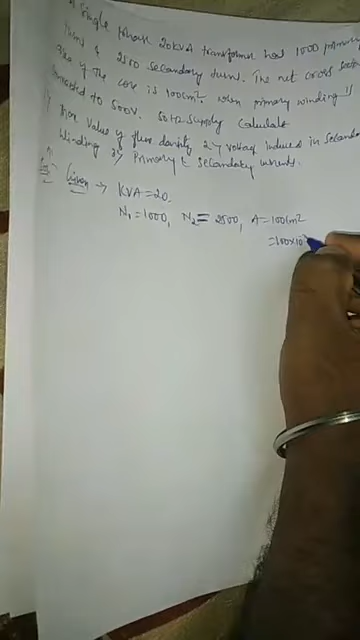 A Single phase 20KVA transformer has 1000 primary
turns & 2500 secondary turns. The net cross section
area of the core is 100cm². when primary winding is
connected to 500V. 50HZ supply Calculate
1) Max Value of flux density 2) voltage Induced in Secondary
Winding 3) Primary & Secondary
Given → KVA=20,
N₁=1000, N₂=2500, A=100cm²
=100×10